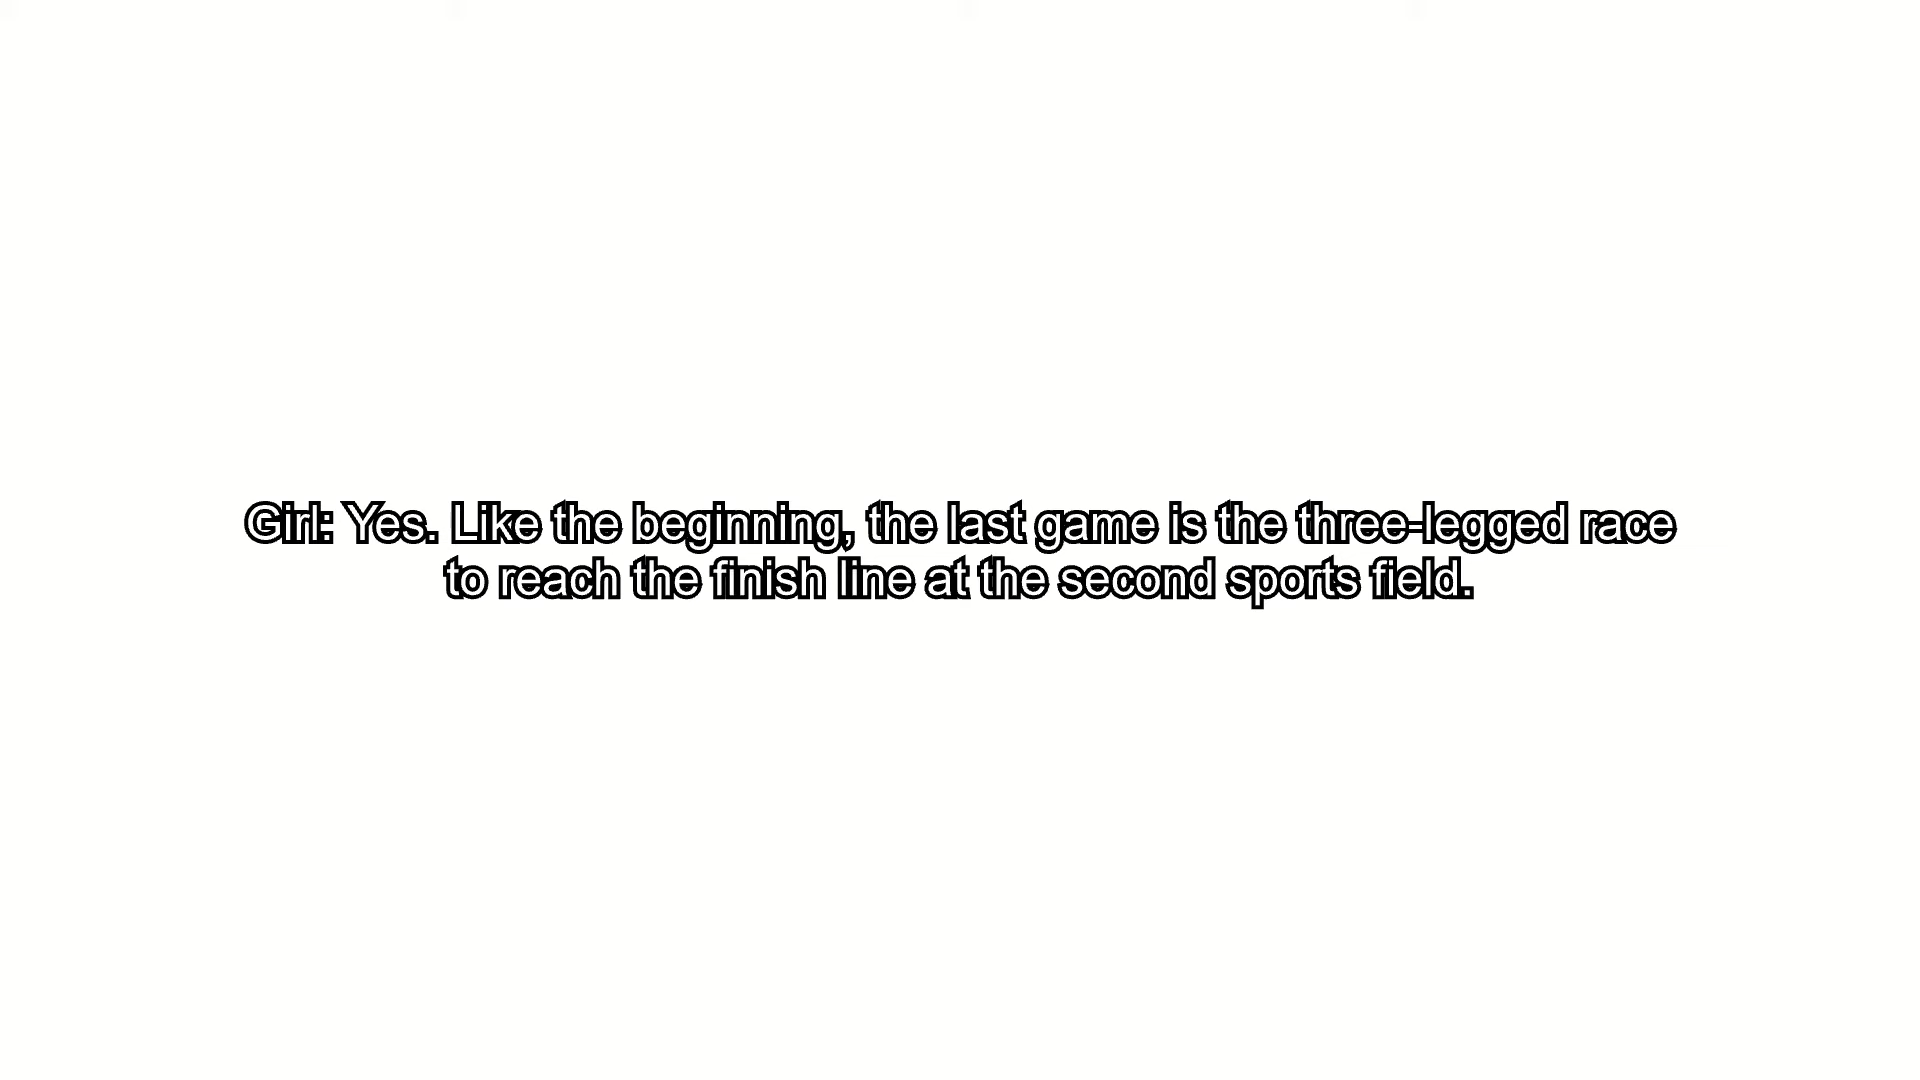 Girl: Yes. Like the beginning, the last game is the three-legged race
to reach the finish line at the second sports field.